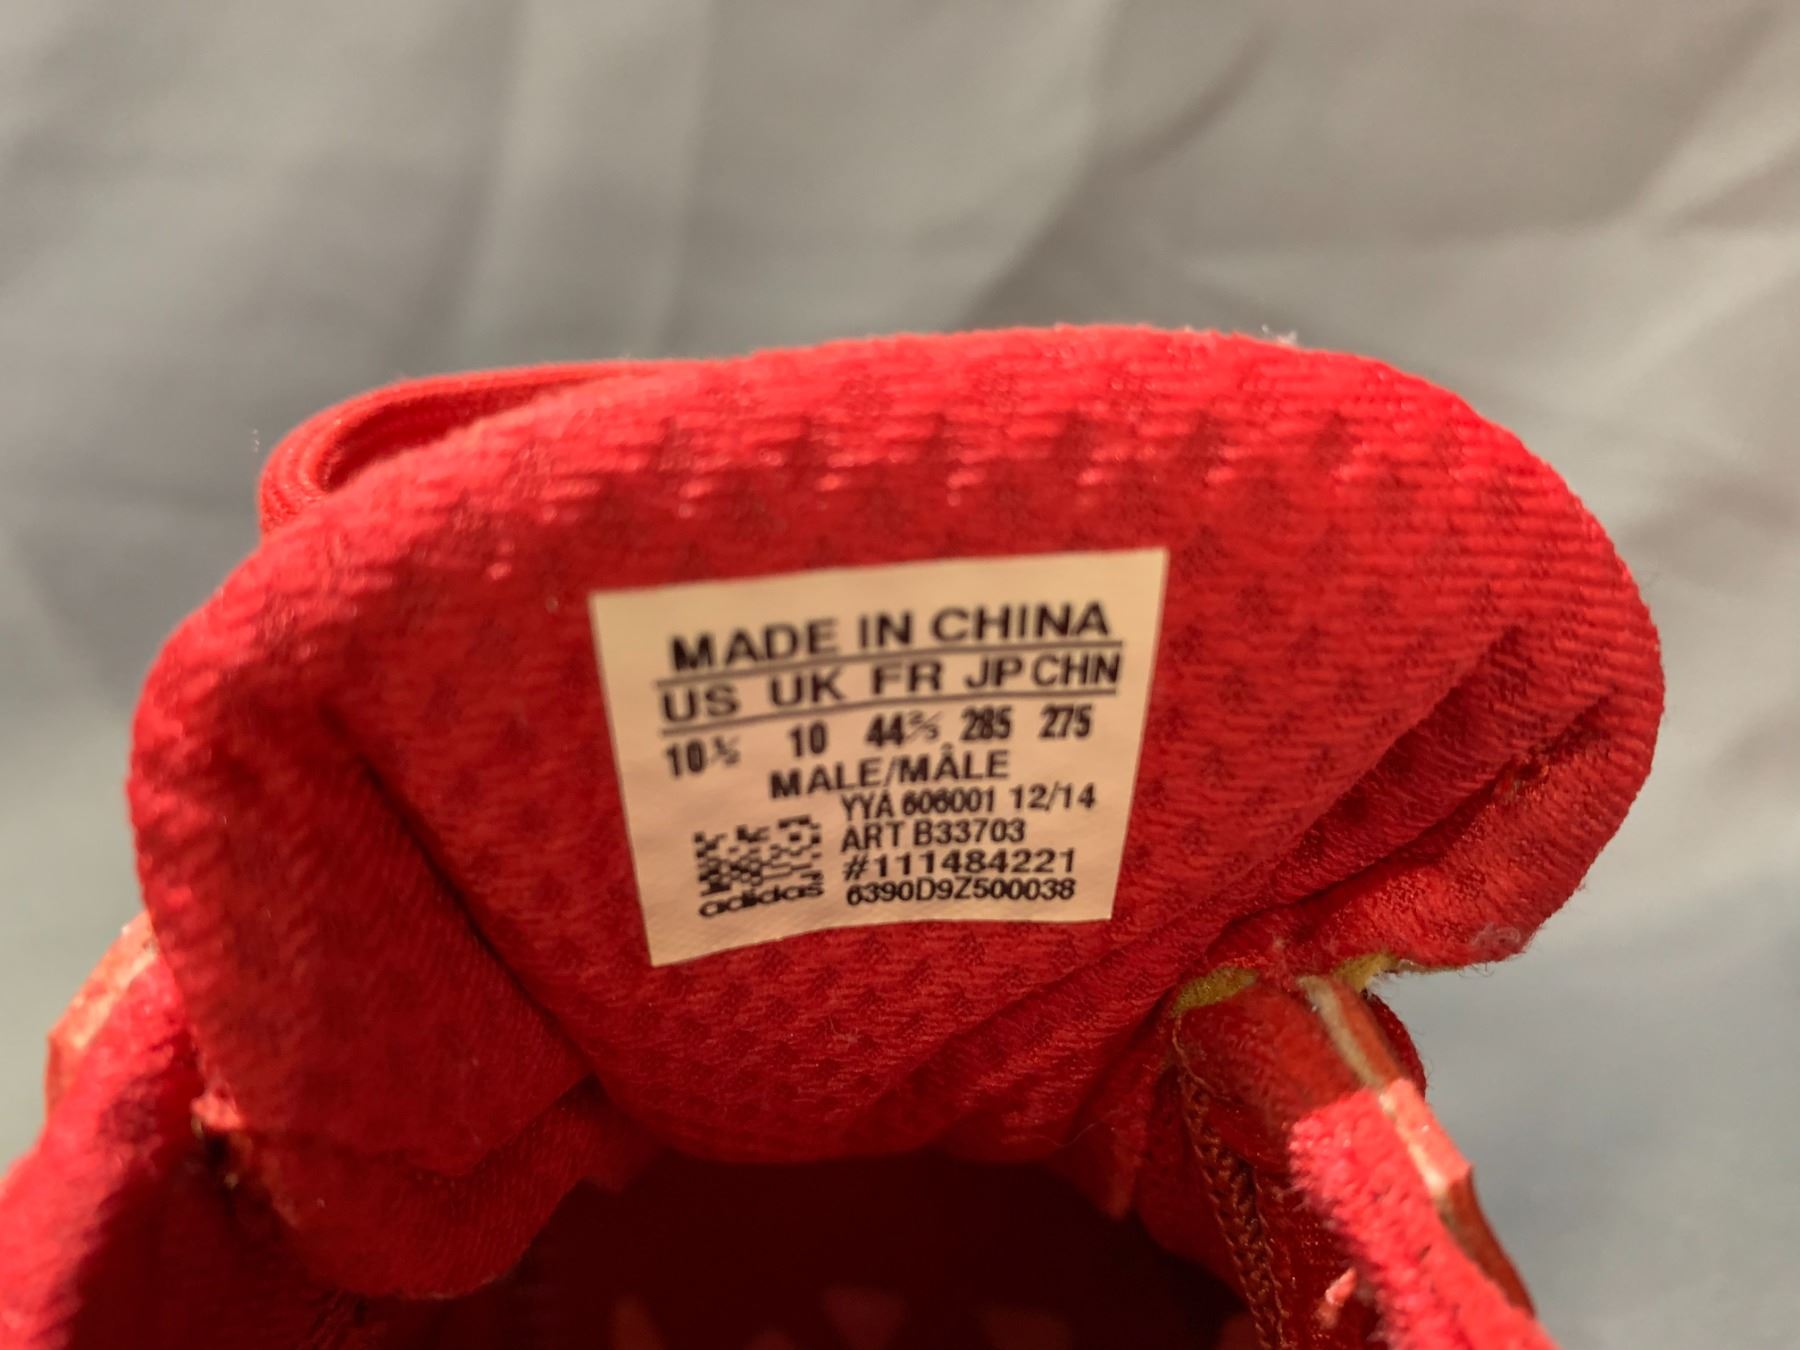 MADE IN CHINA
US UK FR JP CHN
10½ 10 44⅔ 285 275
MALE/MÂLE
YYA 606001 12/14
ART B33703
#111484221
adidas 6390D9Z500038